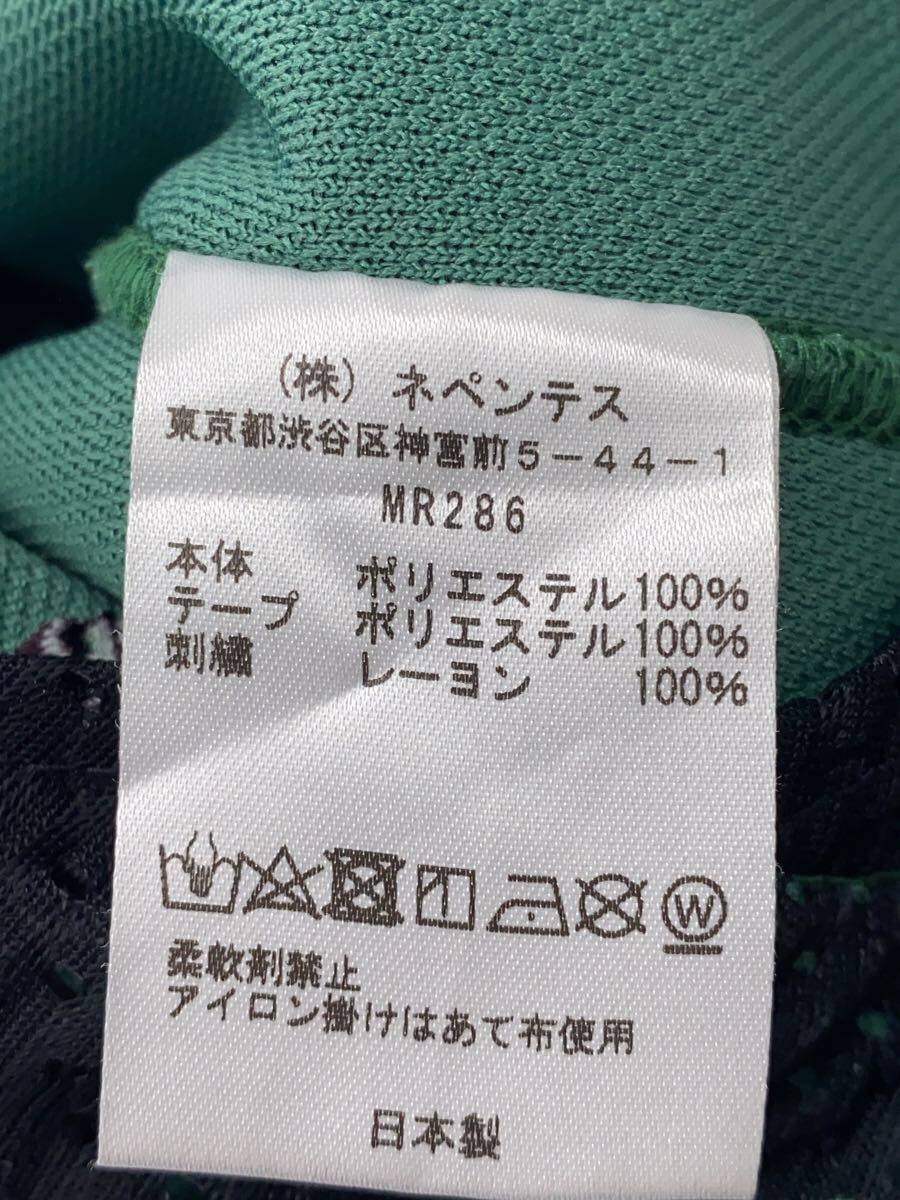 (株) ネペンテス
東京都渋谷区神宮前5-44-1
MR286
本体 ポリエステル100%
テープ ポリエステル100%
刺繍 レーヨン 100%
W
柔軟剤禁止
アイロン掛けはあて布使用
日本製